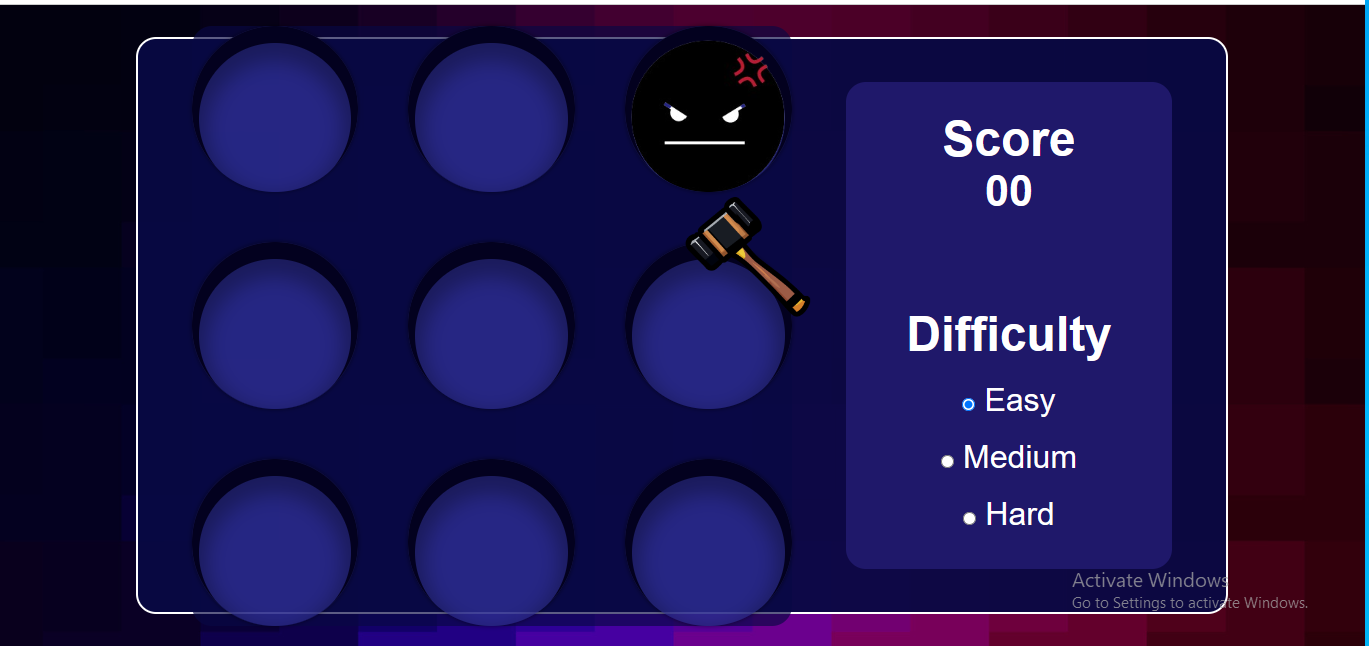 Score
00
Difficulty
Easy
Medium
Hard
Activate Windows
Go to Settings to activate Windows.